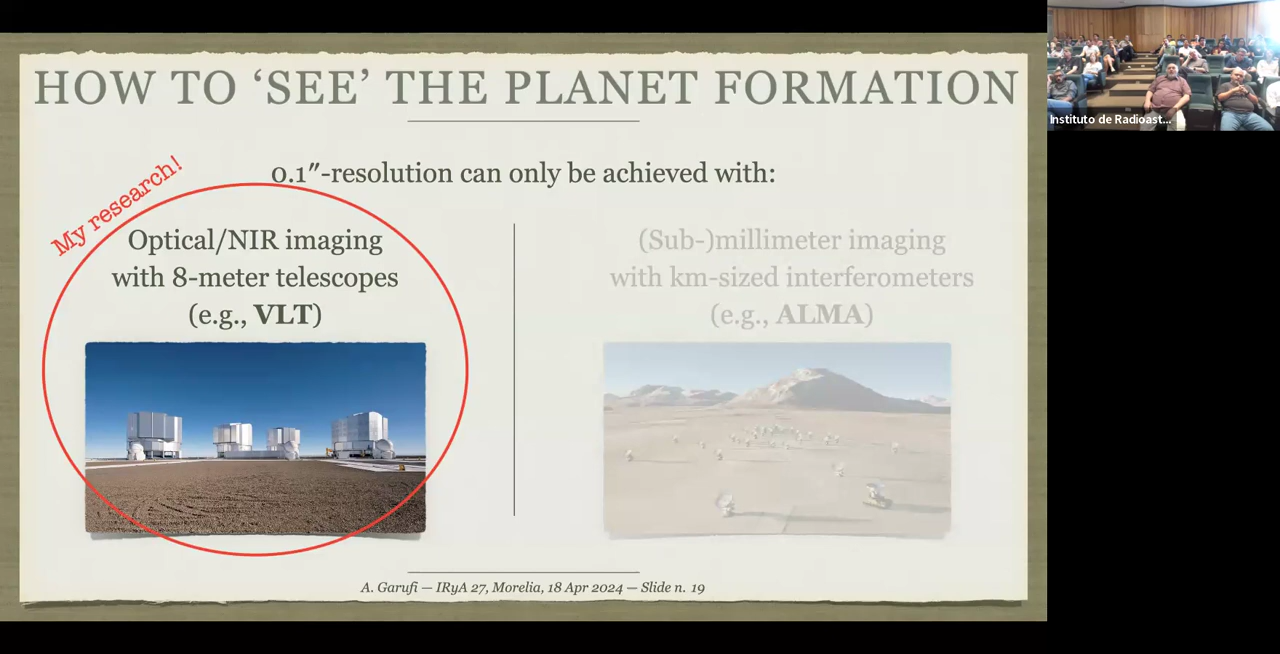 HOW TO ‘SEE’ THE PLANET FORMATION
0.1″-resolution can only be achieved with:
My research!
Optical/NIR imaging
with 8-meter telescopes
(e.g., VLT)
(Sub-)millimeter imaging
with km-sized interferometers
(e.g., ALMA)
A. Garufi — IRyA 27, Morelia, 18 Apr 2024 — Slide n. 19
Instituto de Radioast...